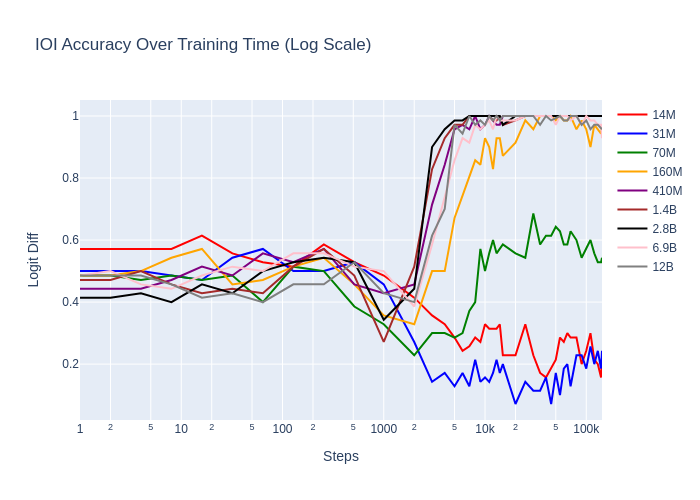 IOI Accuracy Over Training Time (Log Scale)
Logit Diff
1
0.8
0.6
0.4
0.2
1
2
5
10
2
5
100
2
5
1000
2
5
10k
2
5
100k
Steps
14M
31M
70M
160M
410M
1.4B
2.8B
6.9B
12B